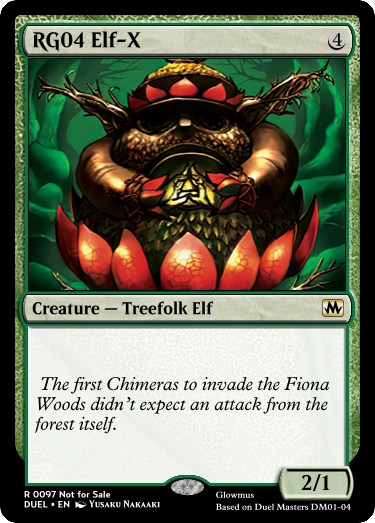 RG04 Elf-X
4
Creature — Treefolk Elf
M
The first Chimeras to invade the Fiona
Woods didn't expect an attack from the
forest itself.
2/1
R 0097 Not for Sale
DUEL • EN Yusaku Nakaaki
Glowmus
Based on Duel Masters DM01-04